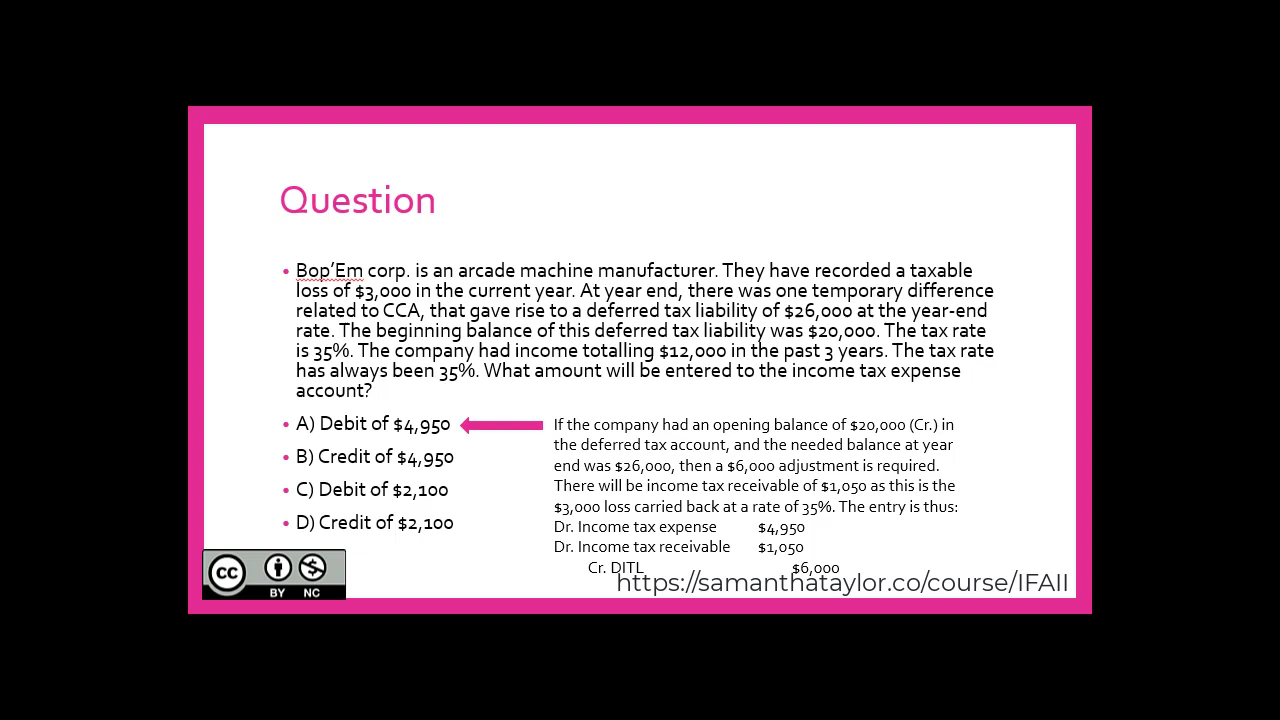 Question
• Bop'Em corp. is an arcade machine manufacturer. They have recorded a taxable
loss of $3,000 in the current year. At year end, there was one temporary difference
related to CCA, that gave rise to a deferred tax liability of $26,000 at the year-end
rate. The beginning balance of this deferred tax liability was $20,000. The tax rate
is 35%. The company had income totalling $12,000 in the past 3 years. The tax rate
has always been 35%. What amount will be entered to the income tax expense
account?
• A) Debit of $4,950
• B) Credit of $4,950
• C) Debit of $2,100
• D) Credit of $2,100
If the company had an opening balance of $20,000 (Cr.) in
the deferred tax account, and the needed balance at year
end was $26,000, then a $6,000 adjustment is required.
There will be income tax receivable of $1,050 as this is the
$3,000 loss carried back at a rate of 35%. The entry is thus:
Dr. Income tax expense $4,950
Dr. Income tax receivable $1,050
Cr. DITL $6,000
https://samanthataylor.co/course/IFAII
cc
BY NC